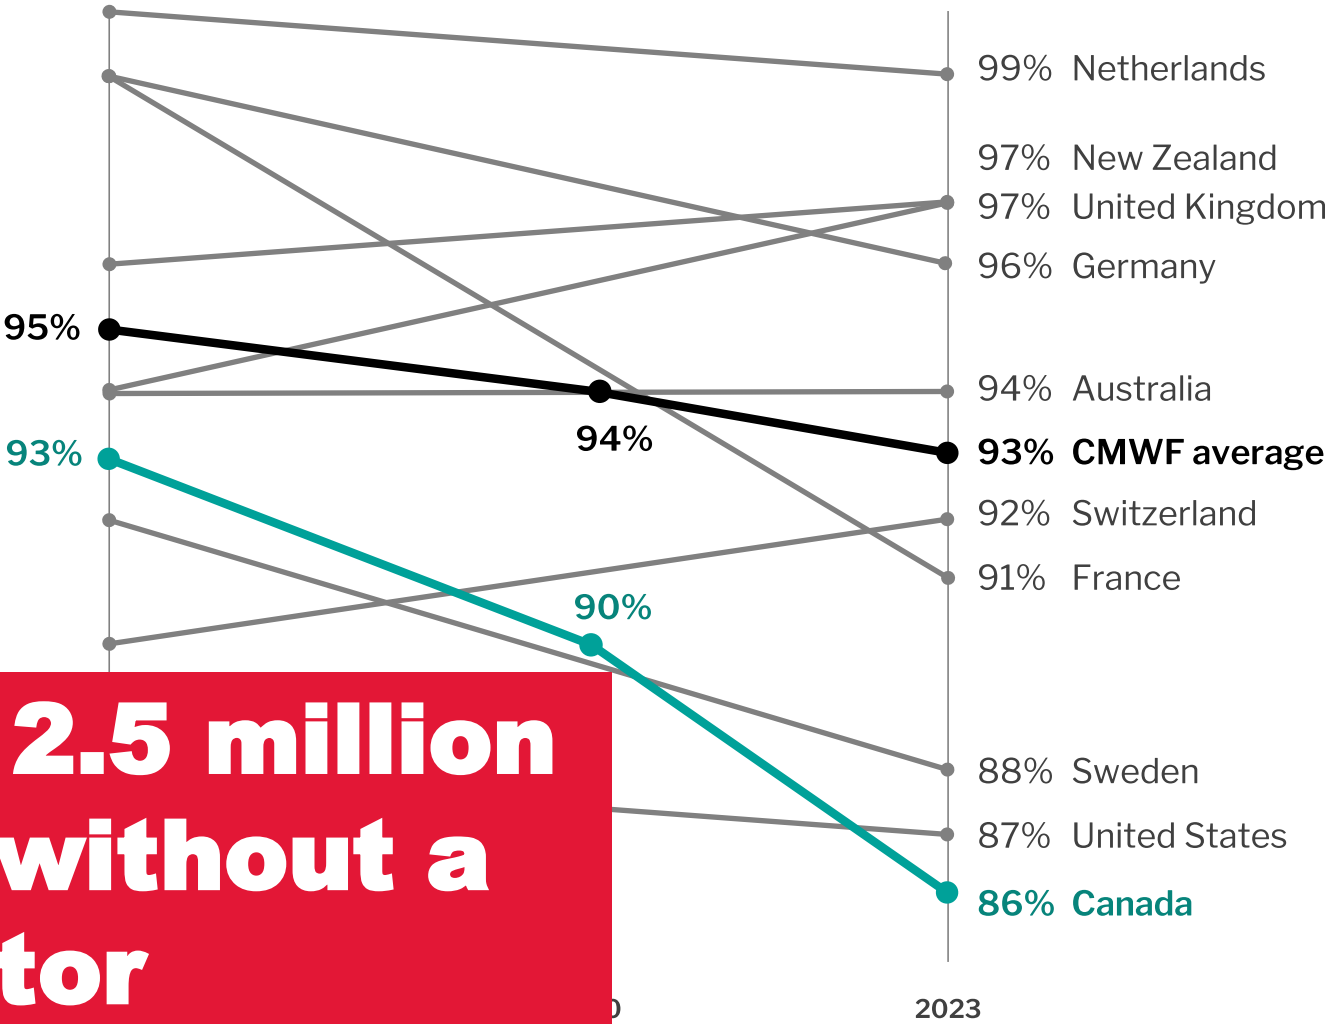 99% Netherlands
97% New Zealand
97% United Kingdom
96% Germany
95%
94% Australia
94%
93% CMWF average
93%
92% Switzerland
91% France
90%
88% Sweden
87% United States
86% Canada
2.5 million
without a
tor
0 2023